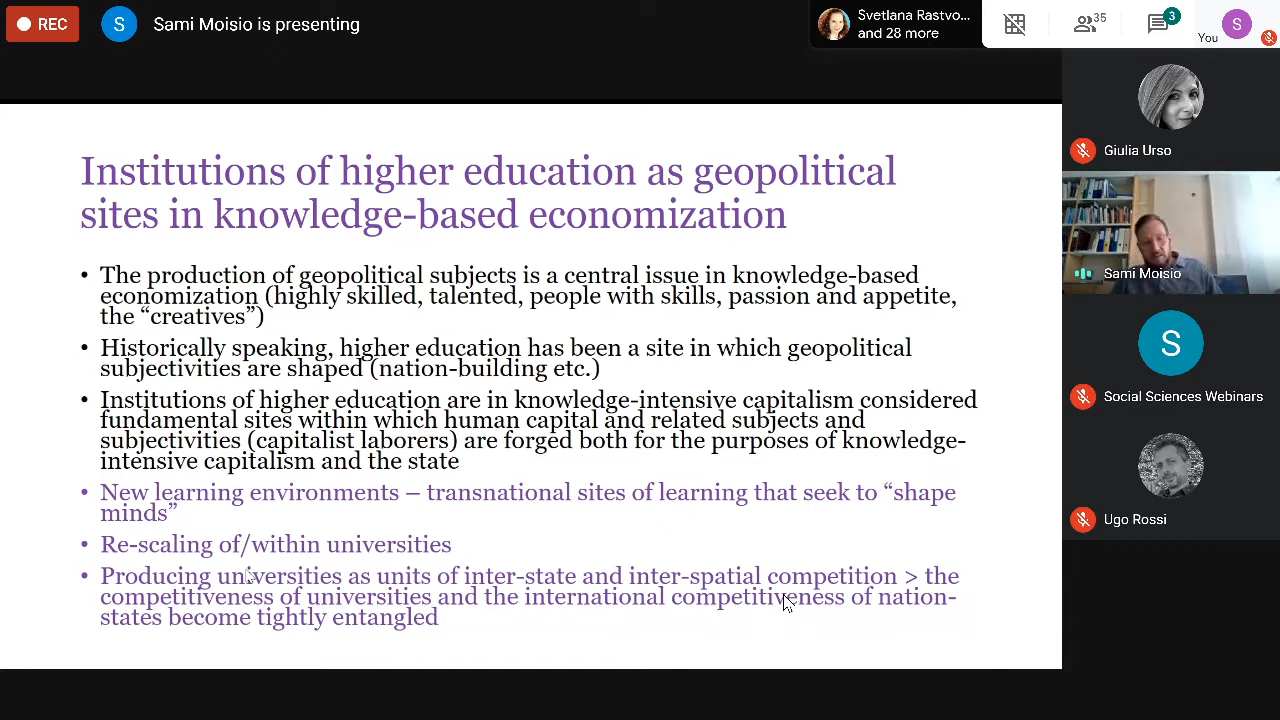 REC
S
Sami Moisio is presenting
Svetlana Rastvo...
and 28 more
35
3
You
S
Institutions of higher education as geopolitical
sites in knowledge-based economization
• The production of geopolitical subjects is a central issue in knowledge-based
economization (highly skilled, talented, people with skills, passion and appetite,
the “creatives”)
• Historically speaking, higher education has been a site in which geopolitical
subjectivities are shaped (nation-building etc.)
• Institutions of higher education are in knowledge-intensive capitalism considered
fundamental sites within which human capital and related subjects and
subjectivities (capitalist laborers) are forged both for the purposes of knowledge-
intensive capitalism and the state
• New learning environments – transnational sites of learning that seek to “shape
minds”
• Re-scaling of/within universities
• Producing universities as units of inter-state and inter-spatial competition > the
competitiveness of universities and the international competitiveness of nation-
states become tightly entangled
Giulia Urso
Sami Moisio
S
Social Sciences Webinars
Ugo Rossi